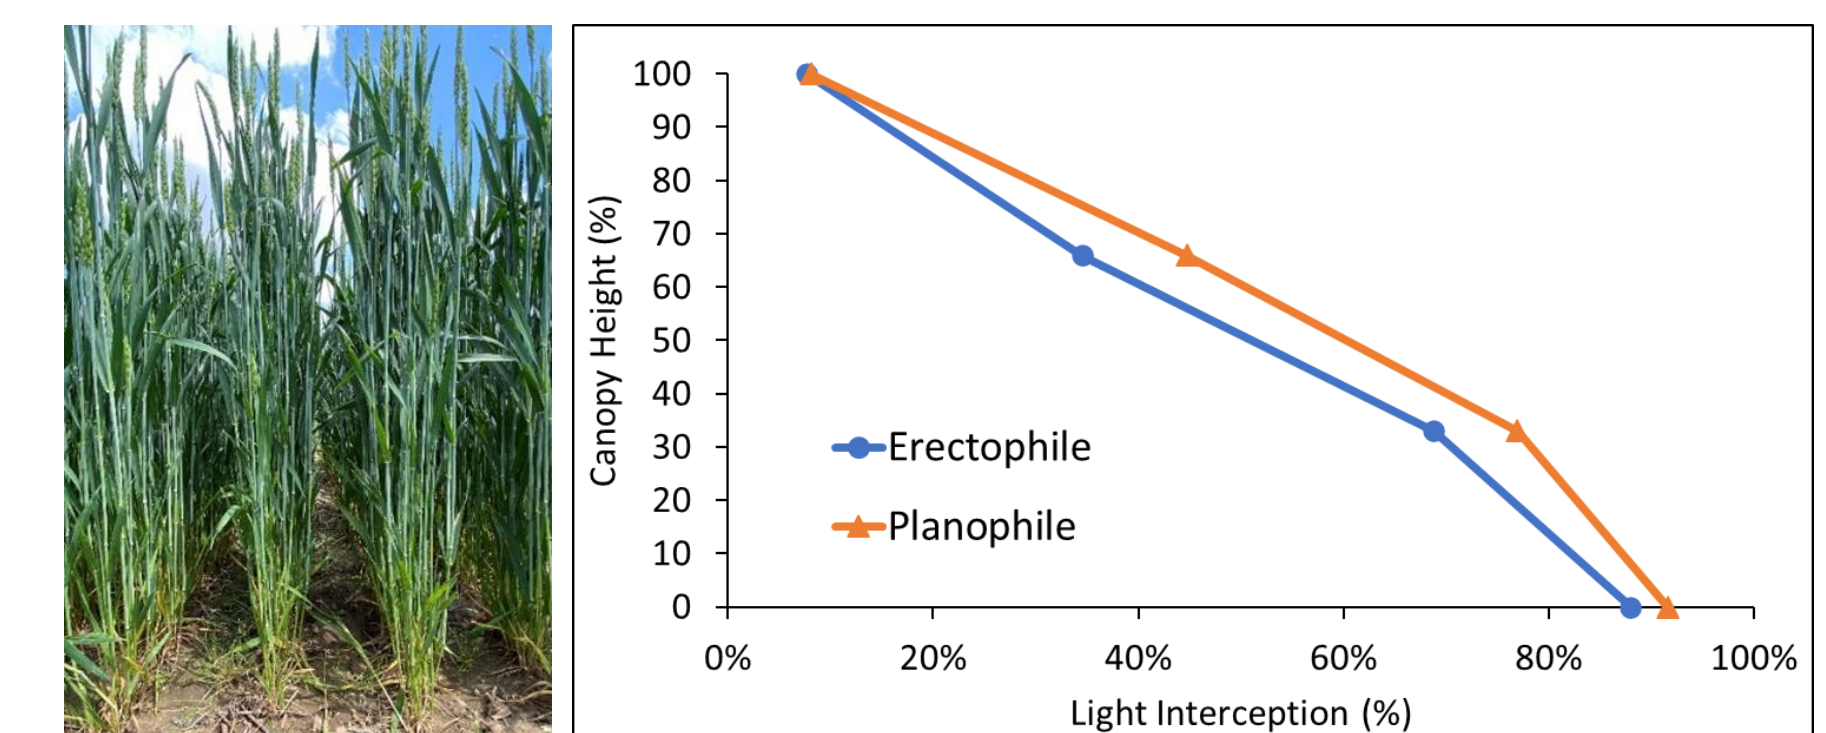 100
90
80
70
60
50
40
30
20
10
0
Canopy Height (%)
Erectophile
Planophile
0% 20% 40% 60% 80% 100%
Light Interception (%)